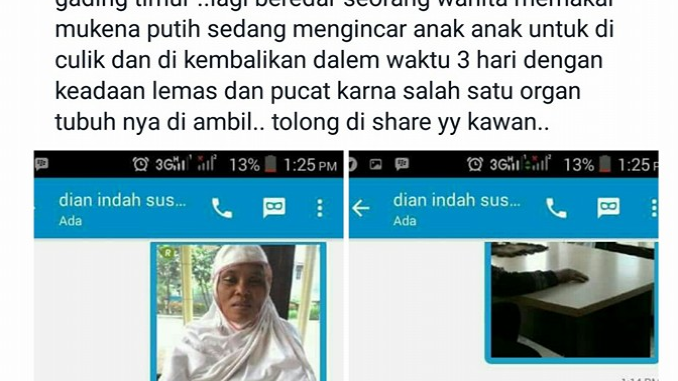 gading timur ..lagi beredar seorang wanita memakai
mukena putih sedang mengincar anak anak untuk di
culik dan di kembalikan dalem waktu 3 hari dengan
keadaan lemas dan pucat karna salah satu organ
tubuh nya di ambil.. tolong di share yy kawan..
3G 13% 1:25 PM
dian indah sus...
Ada
3G 13% 1:25 P
dian indah sus...
Ada